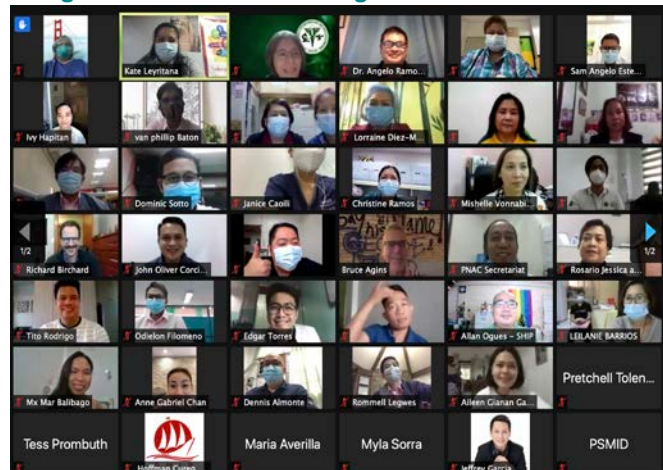 Kate Leyritana
Dr. Angelo Ramo...
Sam Angelo Este...
Ivy Hapitan
van phillip Baton
Lorraine Diez-M...
Dominic Sotto
Janice Caoili
Christine Ramos
Mishelle Vonnabi...
1/2
1/2
Richard Birchard
John Oliver Corci...
Bruce Agins
PNAC Secretariat
Rosario Jessica a...
Tito Rodrigo
Odielon Filomeno
Edgar Torres
Allan Ogues - SHIP
LEILANIE BARRIOS
Pretchell Tolen...
Mx Mar Balibago
Anne Gabriel Chan
Dennis Almonte
Rommell Legwes
Aileen Gianan Ga...
Tess Prombuth
Maria Averilla
Myla Sorra
PSMID
Hoffman Cureg
Jeffrey Garcia